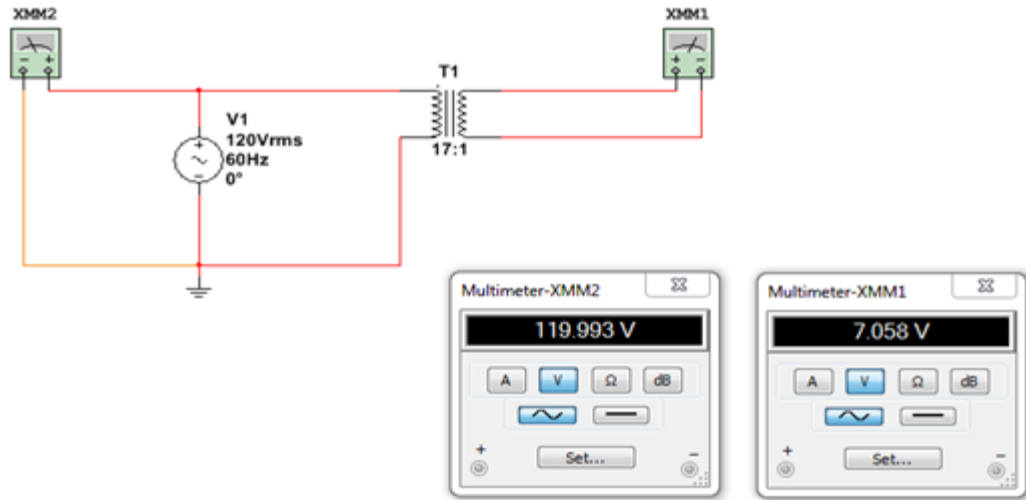 XMM2
XMM1
T1
V1
120Vrms
60Hz
0°
17:1
Multimeter-XMM2
119.993 V
A V Ω dB
+ −
Set...
Multimeter-XMM1
7.058 V
A V Ω dB
+ −
Set...